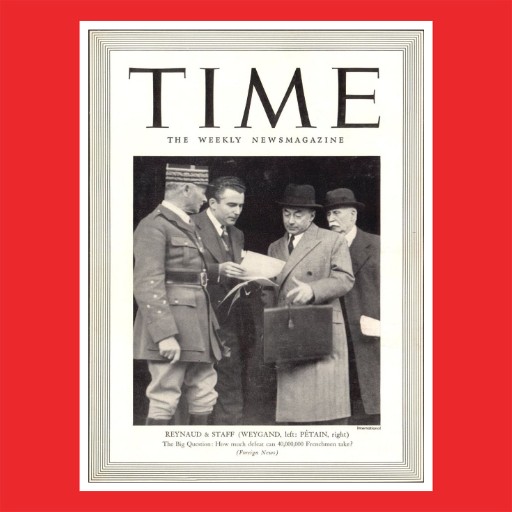 TIME
THE WEEKLY NEWSMAGAZINE
International
REYNAUD & STAFF (WEYGAND, left: PÉTAIN, right)
The Big Question: How much defeat can 40,000,000 Frenchmen take?
(Foreign News)